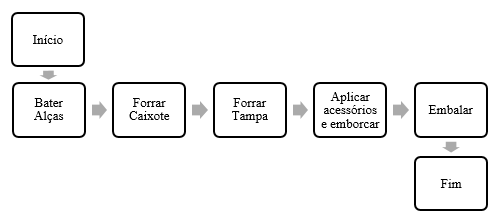 Início
Bater
Alças
Forrar
Caixote
Forrar
Tampa
Aplicar
acessórios
e emborcar
Embalar
Fim